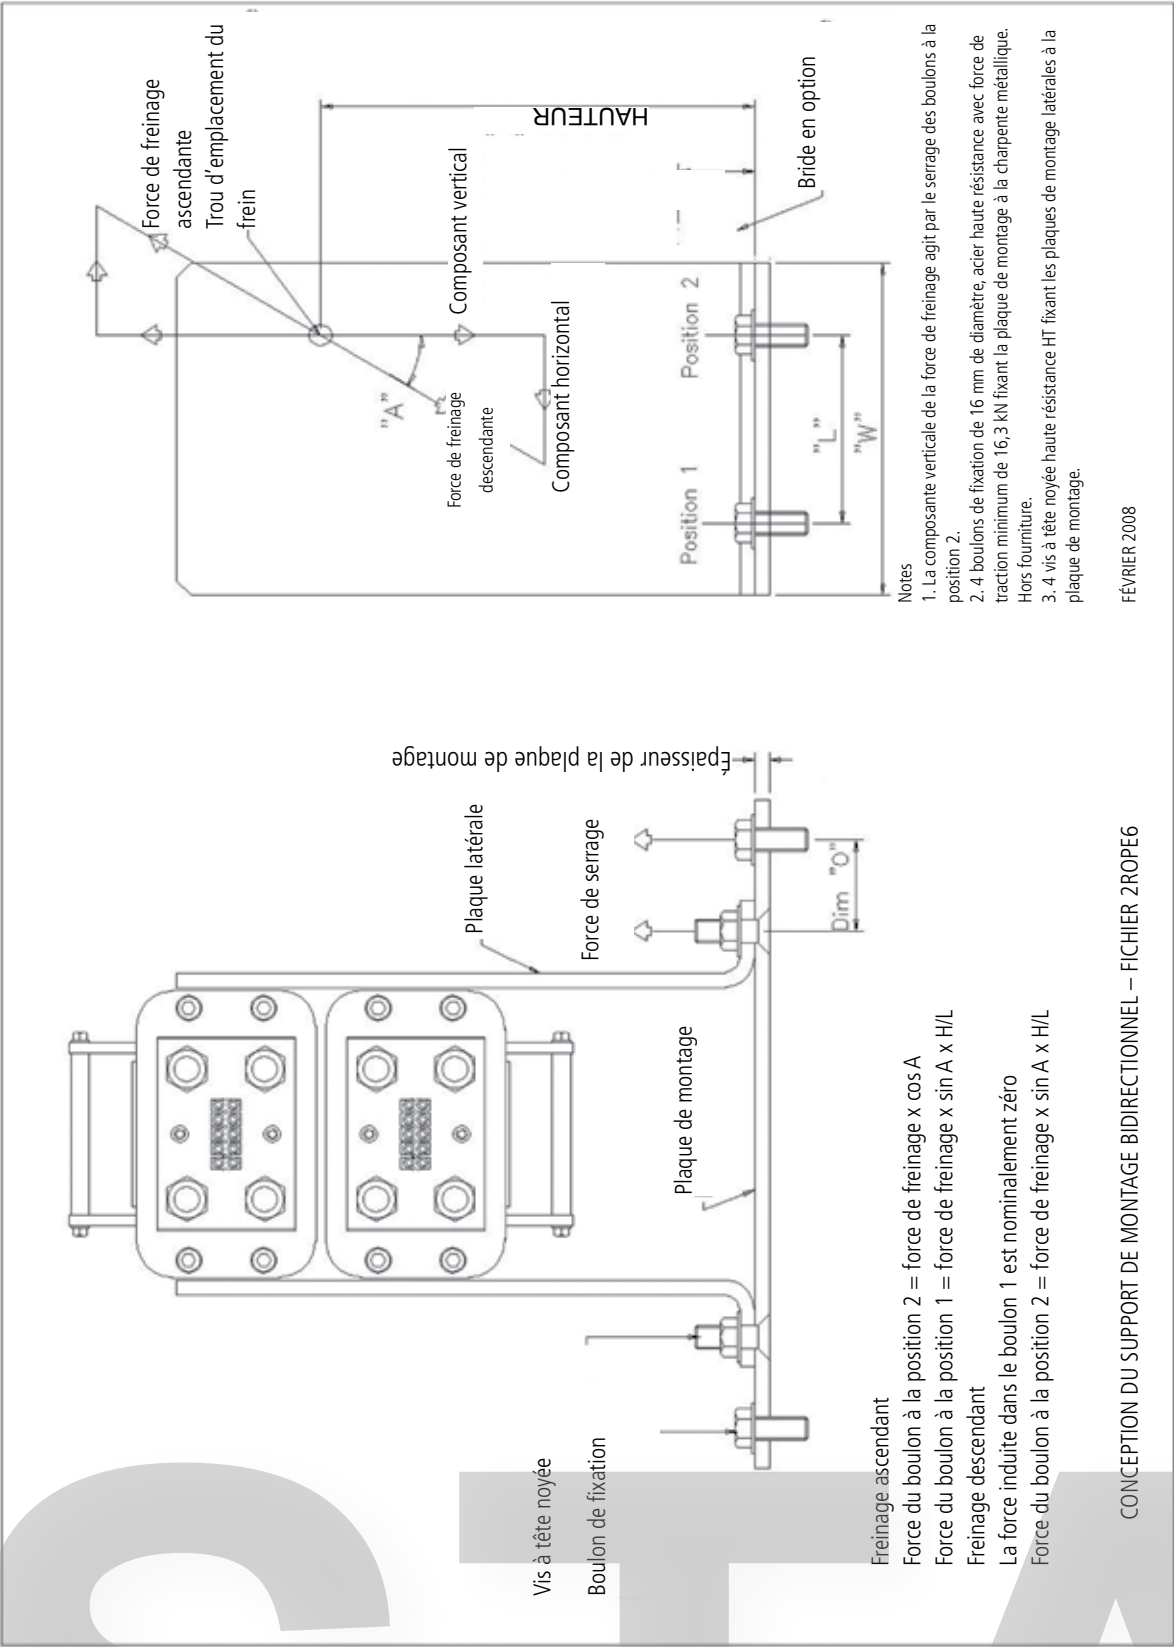 Vis à tête noyée
Boulon de fixation
Plaque de montage
Plaque latérale
Force de serrage
Épaisseur de la plaque de montage
Dim "O"
Freinage ascendant
Force du boulon à la position 2 = force de freinage x cos A
Force du boulon à la position 1 = force de freinage x sin A x H/L
Freinage descendant
La force induite dans le boulon 1 est nominalement zéro
Force du boulon à la position 2 = force de freinage x sin A x H/L
CONCEPTION DU SUPPORT DE MONTAGE BIDIRECTIONNEL – FICHIER 2ROPE6
Force de freinage
ascendante
Trou d'emplacement du
frein
HAUTEUR
Composant vertical
"A"
Force de freinage
descendante
Composant horizontal
Bride en option
Position 1
Position 2
"L"
"W"
Notes
1. La composante verticale de la force de freinage agit par le serrage des boulons à la
position 2.
2. 4 boulons de fixation de 16 mm de diamètre, acier haute résistance avec force de
traction minimum de 16,3 kN fixant la plaque de montage à la charpente métallique.
Hors fourniture.
3. 4 vis à tête noyée haute résistance HT fixant les plaques de montage latérales à la
plaque de montage.
FÉVRIER 2008
STA